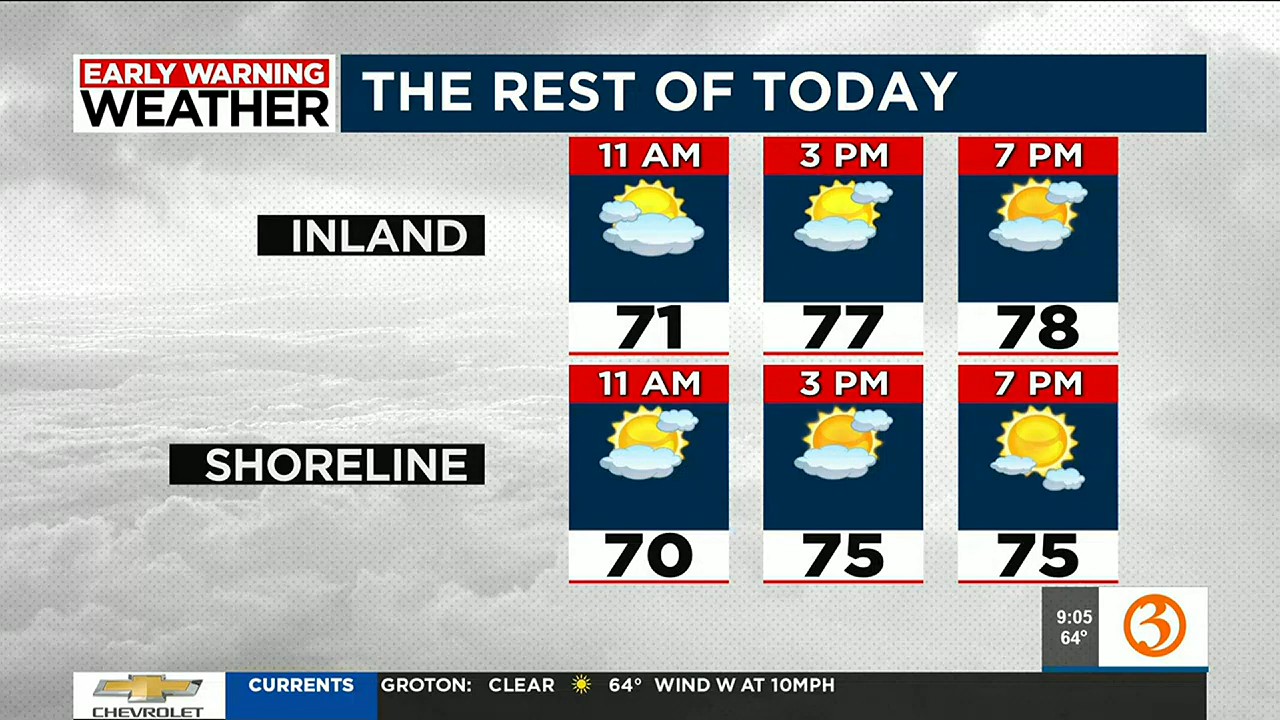 EARLY WARNING
WEATHER
THE REST OF TODAY
11 AM 3 PM 7 PM
INLAND
71 77 78
11 AM 3 PM 7 PM
SHORELINE
70 75 75
9:05
64°
3
CURRENTS GROTON: CLEAR 64° WIND W AT 10MPH
CHEVROLET